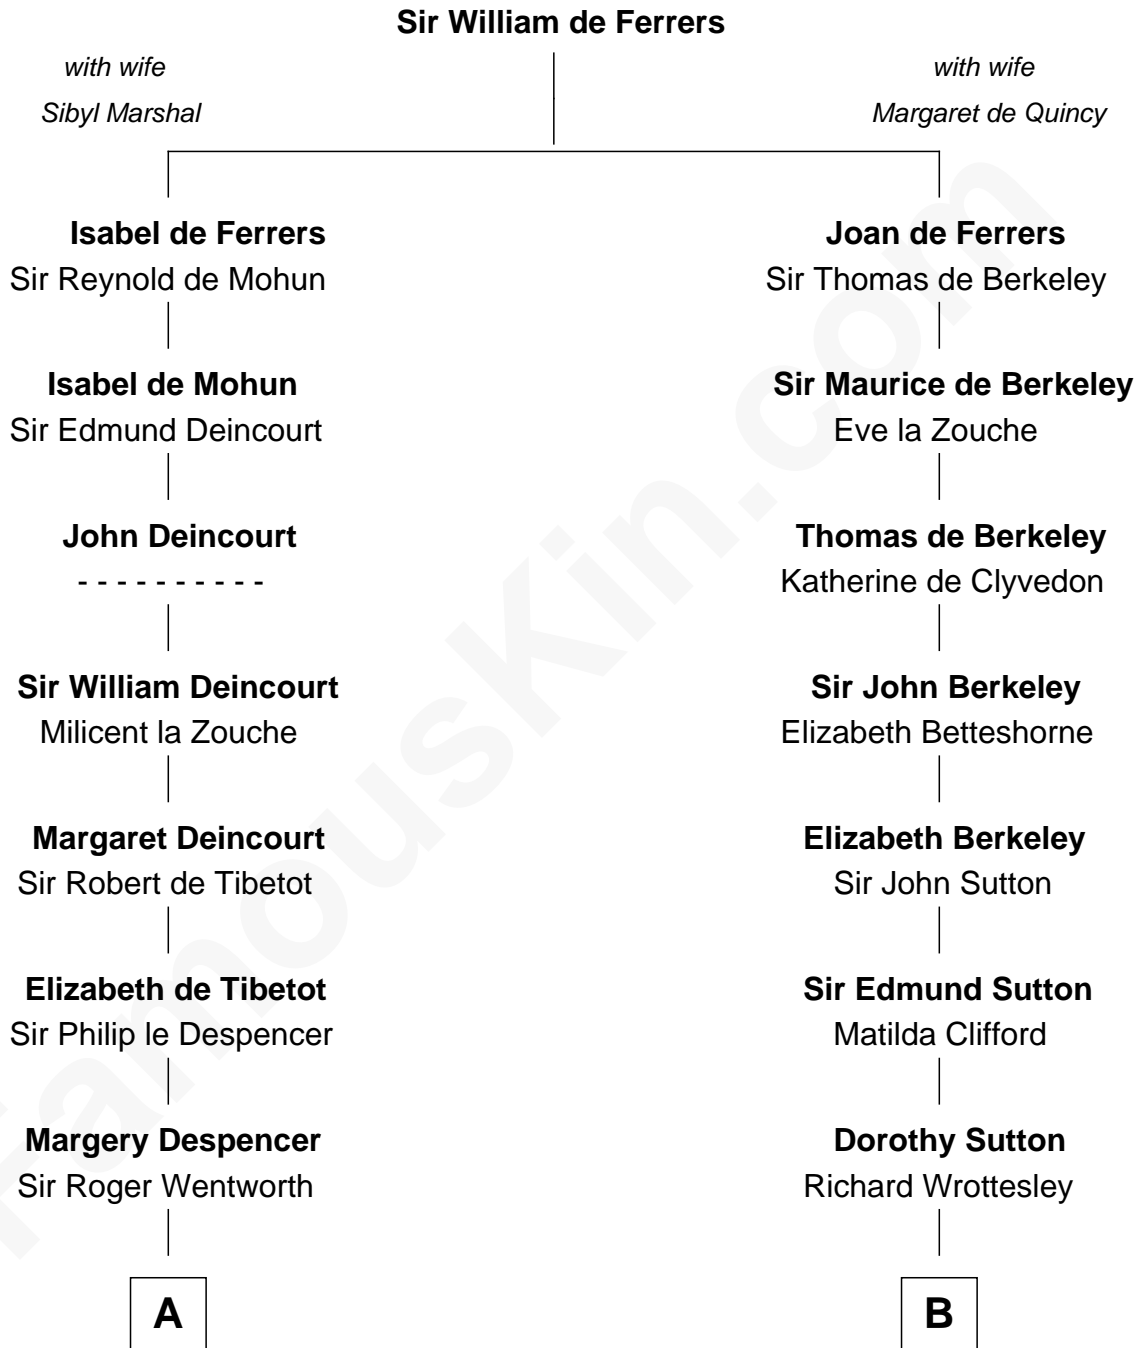 Sir William de Ferrers
with wife
Sibyl Marshal
with wife
Margaret de Quincy
Isabel de Ferrers
Sir Reynold de Mohun
Joan de Ferrers
Sir Thomas de Berkeley
Isabel de Mohun
Sir Edmund Deincourt
Sir Maurice de Berkeley
Eve la Zouche
John Deincourt
- - - - - - - - - -
Thomas de Berkeley
Katherine de Clyvedon
Sir William Deincourt
Milicent la Zouche
Sir John Berkeley
Elizabeth Betteshorne
Margaret Deincourt
Sir Robert de Tibetot
Elizabeth Berkeley
Sir John Sutton
Elizabeth de Tibetot
Sir Philip le Despencer
Sir Edmund Sutton
Matilda Clifford
Margery Despencer
Sir Roger Wentworth
Dorothy Sutton
Richard Wrottesley
A
B
FamousKin.com